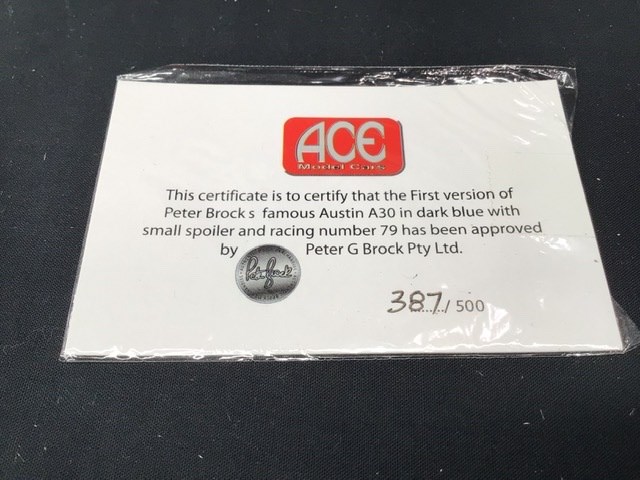 ACE
Model Cars
This certificate is to certify that the First version of
Peter Brock s famous Austin A30 in dark blue with
small spoiler and racing number 79 has been approved
by Peter Brock Peter G Brock Pty Ltd.
387/ 500